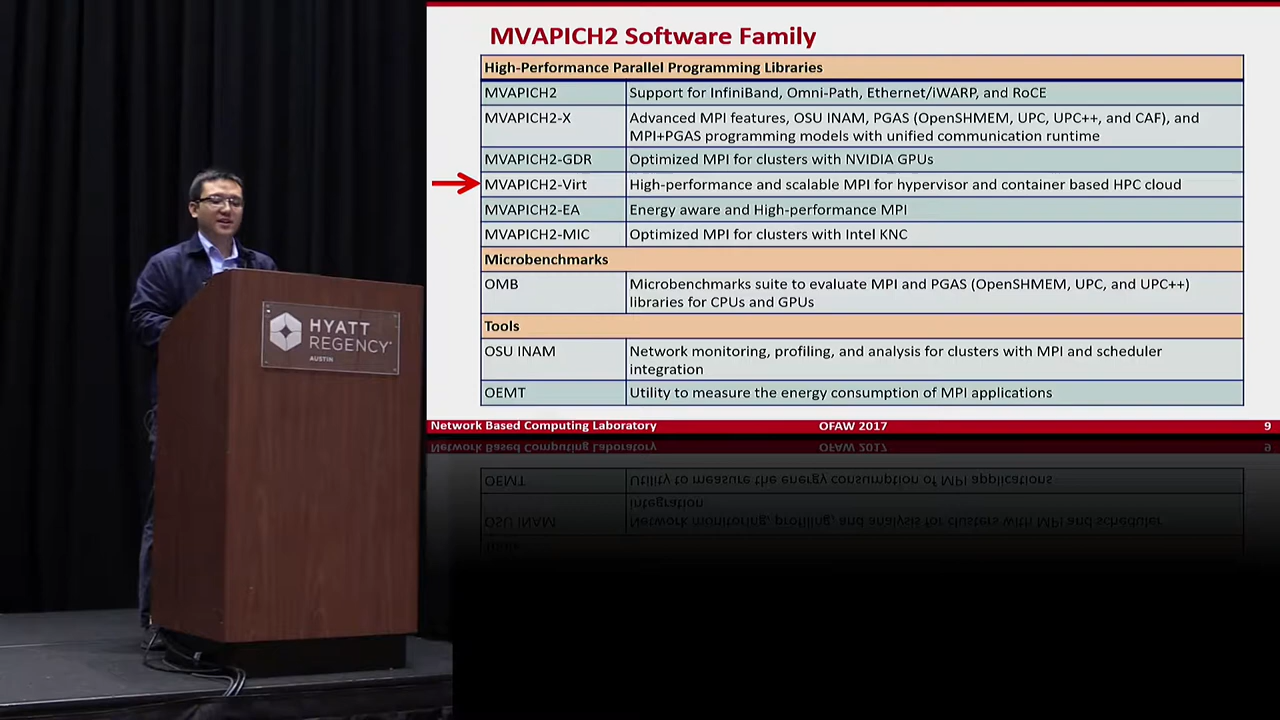 MVAPICH2 Software Family
High-Performance Parallel Programming Libraries
MVAPICH2 Support for InfiniBand, Omni-Path, Ethernet/iWARP, and RoCE
MVAPICH2-X Advanced MPI features, OSU INAM, PGAS (OpenSHMEM, UPC, UPC++, and CAF), and
MPI+PGAS programming models with unified communication runtime
MVAPICH2-GDR Optimized MPI for clusters with NVIDIA GPUs
MVAPICH2-Virt High-performance and scalable MPI for hypervisor and container based HPC cloud
MVAPICH2-EA Energy aware and High-performance MPI
MVAPICH2-MIC Optimized MPI for clusters with Intel KNC
Microbenchmarks
OMB Microbenchmarks suite to evaluate MPI and PGAS (OpenSHMEM, UPC, and UPC++)
libraries for CPUs and GPUs
Tools
OSU INAM Network monitoring, profiling, and analysis for clusters with MPI and scheduler
integration
OEMT Utility to measure the energy consumption of MPI applications
Network Based Computing Laboratory OFAW 2017 9
HYATT
REGENCY
AUSTIN